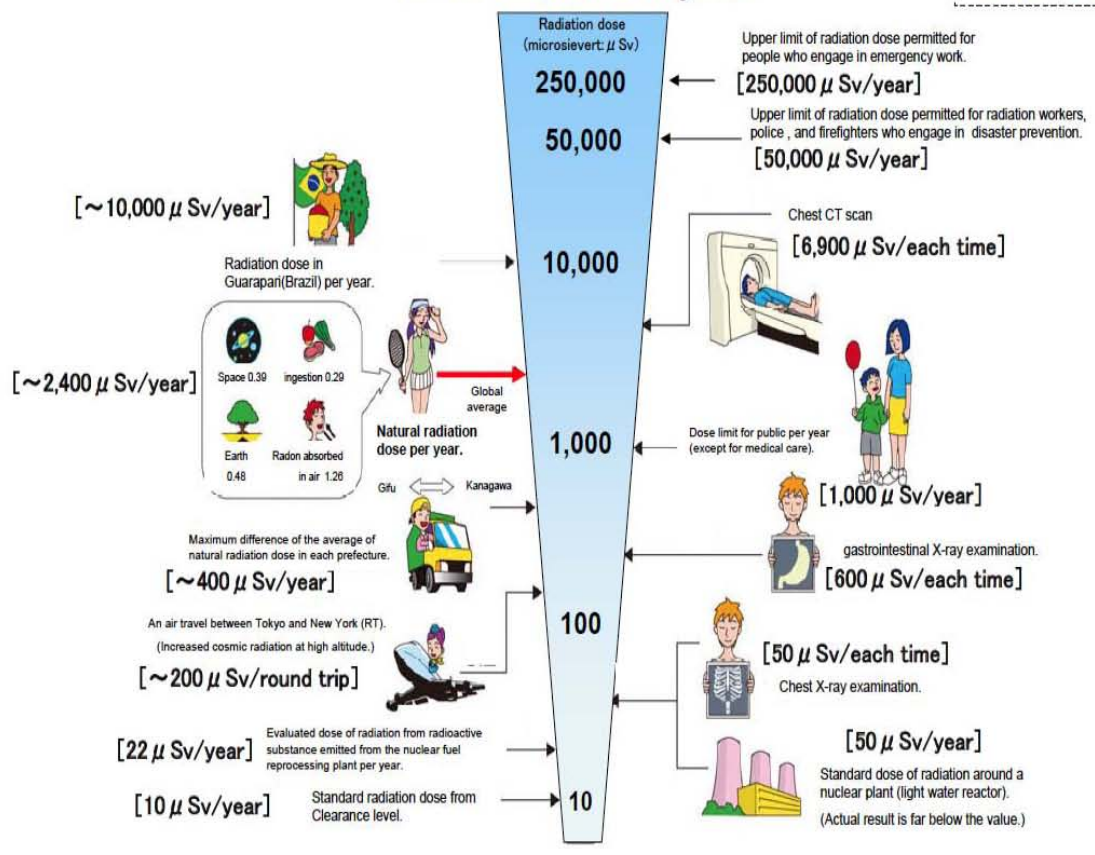 Radiation dose
(microsievert: μ Sv)
250,000
50,000
10,000
1,000
100
10
Upper limit of radiation dose permitted for
people who engage in emergency work.
[250,000 μ Sv/year]
Upper limit of radiation dose permitted for radiation workers,
police , and firefighters who engage in disaster prevention.
[50,000 μ Sv/year]
[~10,000 μ Sv/year]
Radiation dose in
Guarapari(Brazil) per year.
Chest CT scan
[6,900 μ Sv/each time]
[~2,400 μ Sv/year]
Space 0.39
ingestion 0.29
Earth
0.48
Radon absorbed
in air 1.26
Global
average
Natural radiation
dose per year.
Dose limit for public per year
(except for medical care).
[1,000 μ Sv/year]
Gifu
Kanagawa
Maximum difference of the average of
natural radiation dose in each prefecture.
[~400 μ Sv/year]
gastrointestinal X-ray examination.
[600 μ Sv/each time]
An air travel between Tokyo and New York (RT).
(Increased cosmic radiation at high altitude.)
[~200 μ Sv/round trip]
[50 μ Sv/each time]
Chest X-ray examination.
[22 μ Sv/year]
Evaluated dose of radiation from radioactive
substance emitted from the nuclear fuel
reprocessing plant per year.
[50 μ Sv/year]
Standard dose of radiation around a
nuclear plant (light water reactor).
(Actual result is far below the value.)
[10 μ Sv/year]
Standard radiation dose from
Clearance level.